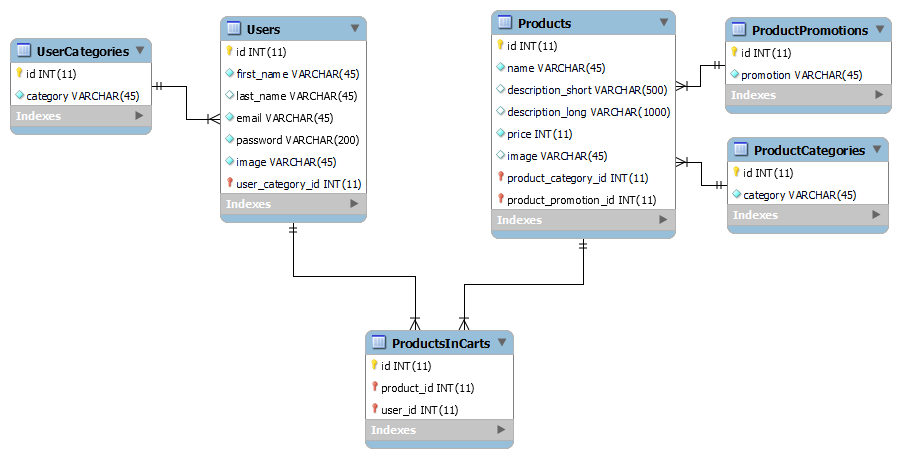 UserCategories
id INT(11)
category VARCHAR(45)
Indexes
Users
id INT(11)
first_name VARCHAR(45)
last_name VARCHAR(45)
email VARCHAR(45)
password VARCHAR(200)
image VARCHAR(45)
user_category_id INT(11)
Indexes
Products
id INT(11)
name VARCHAR(45)
description_short VARCHAR(500)
description_long VARCHAR(1000)
price INT(11)
image VARCHAR(45)
product_category_id INT(11)
product_promotion_id INT(11)
Indexes
ProductPromotions
id INT(11)
promotion VARCHAR(45)
Indexes
ProductCategories
id INT(11)
category VARCHAR(45)
Indexes
ProductsInCarts
id INT(11)
product_id INT(11)
user_id INT(11)
Indexes